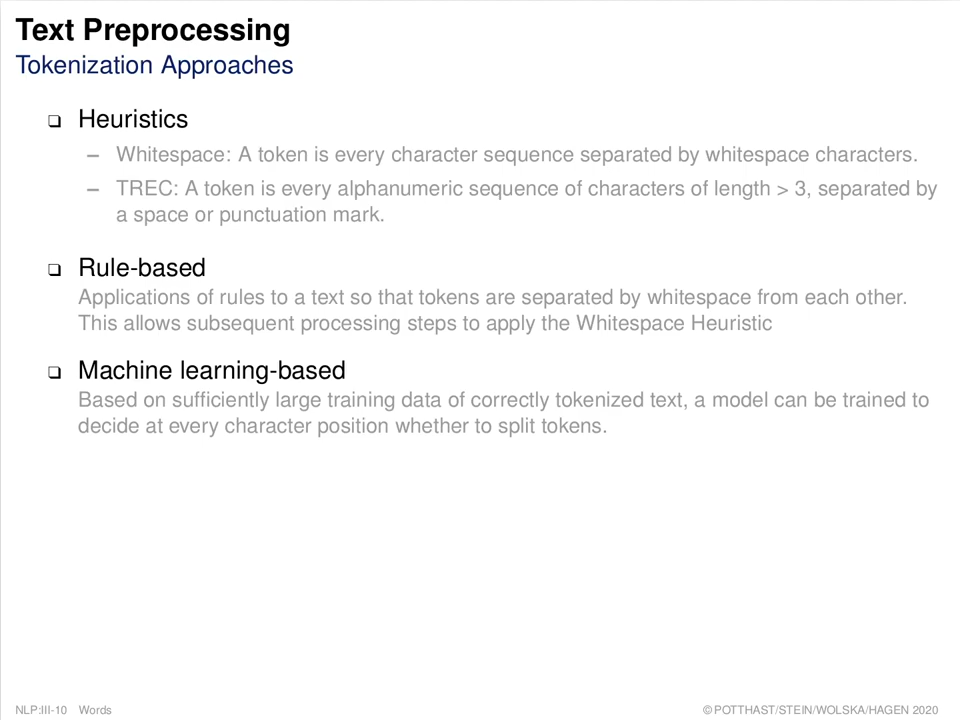 Text Preprocessing
Tokenization Approaches
❑ Heuristics
– Whitespace: A token is every character sequence separated by whitespace characters.
– TREC: A token is every alphanumeric sequence of characters of length > 3, separated by
a space or punctuation mark.
❑ Rule-based
Applications of rules to a text so that tokens are separated by whitespace from each other.
This allows subsequent processing steps to apply the Whitespace Heuristic
❑ Machine learning-based
Based on sufficiently large training data of correctly tokenized text, a model can be trained to
decide at every character position whether to split tokens.
NLP:III-10 Words © POTTHAST/STEIN/WOLSKA/HAGEN 2020